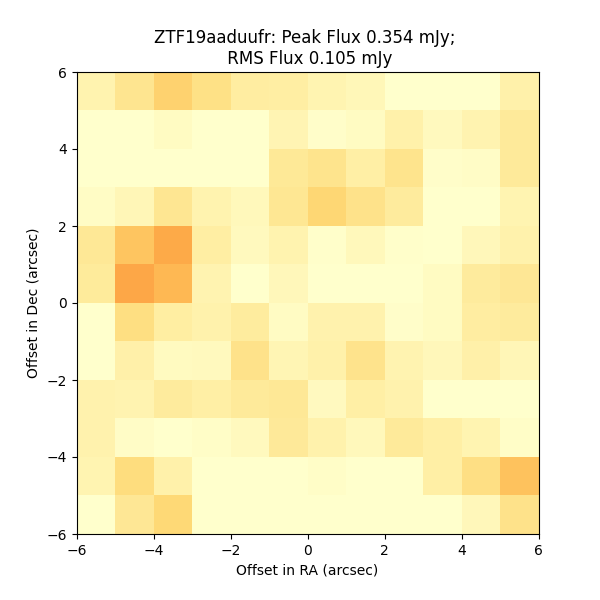 ZTF19aaduufr: Peak Flux 0.354 mJy;
RMS Flux 0.105 mJy
6
4
2
0
−2
−4
−6
Offset in Dec (arcsec)
−6 −4 −2 0 2 4 6
Offset in RA (arcsec)